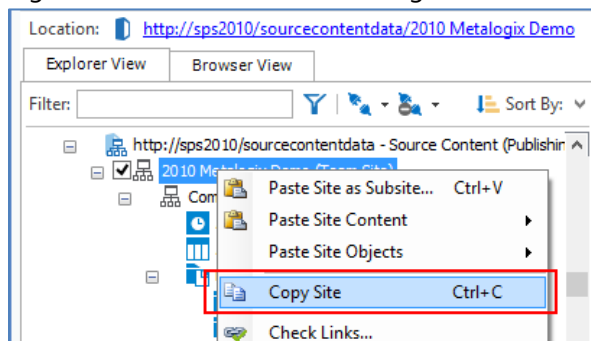 Location: http://sps2010/sourcecontentdata/2010 Metalogix Demo
Explorer View Browser View
Filter: Sort By:
http://sps2010/sourcecontentdata - Source Content (Publishin
2010 Metalogix Demo (Team Site)
Com
Paste Site as Subsite... Ctrl+V
Paste Site Content
Paste Site Objects
Copy Site Ctrl+C
Check Links...